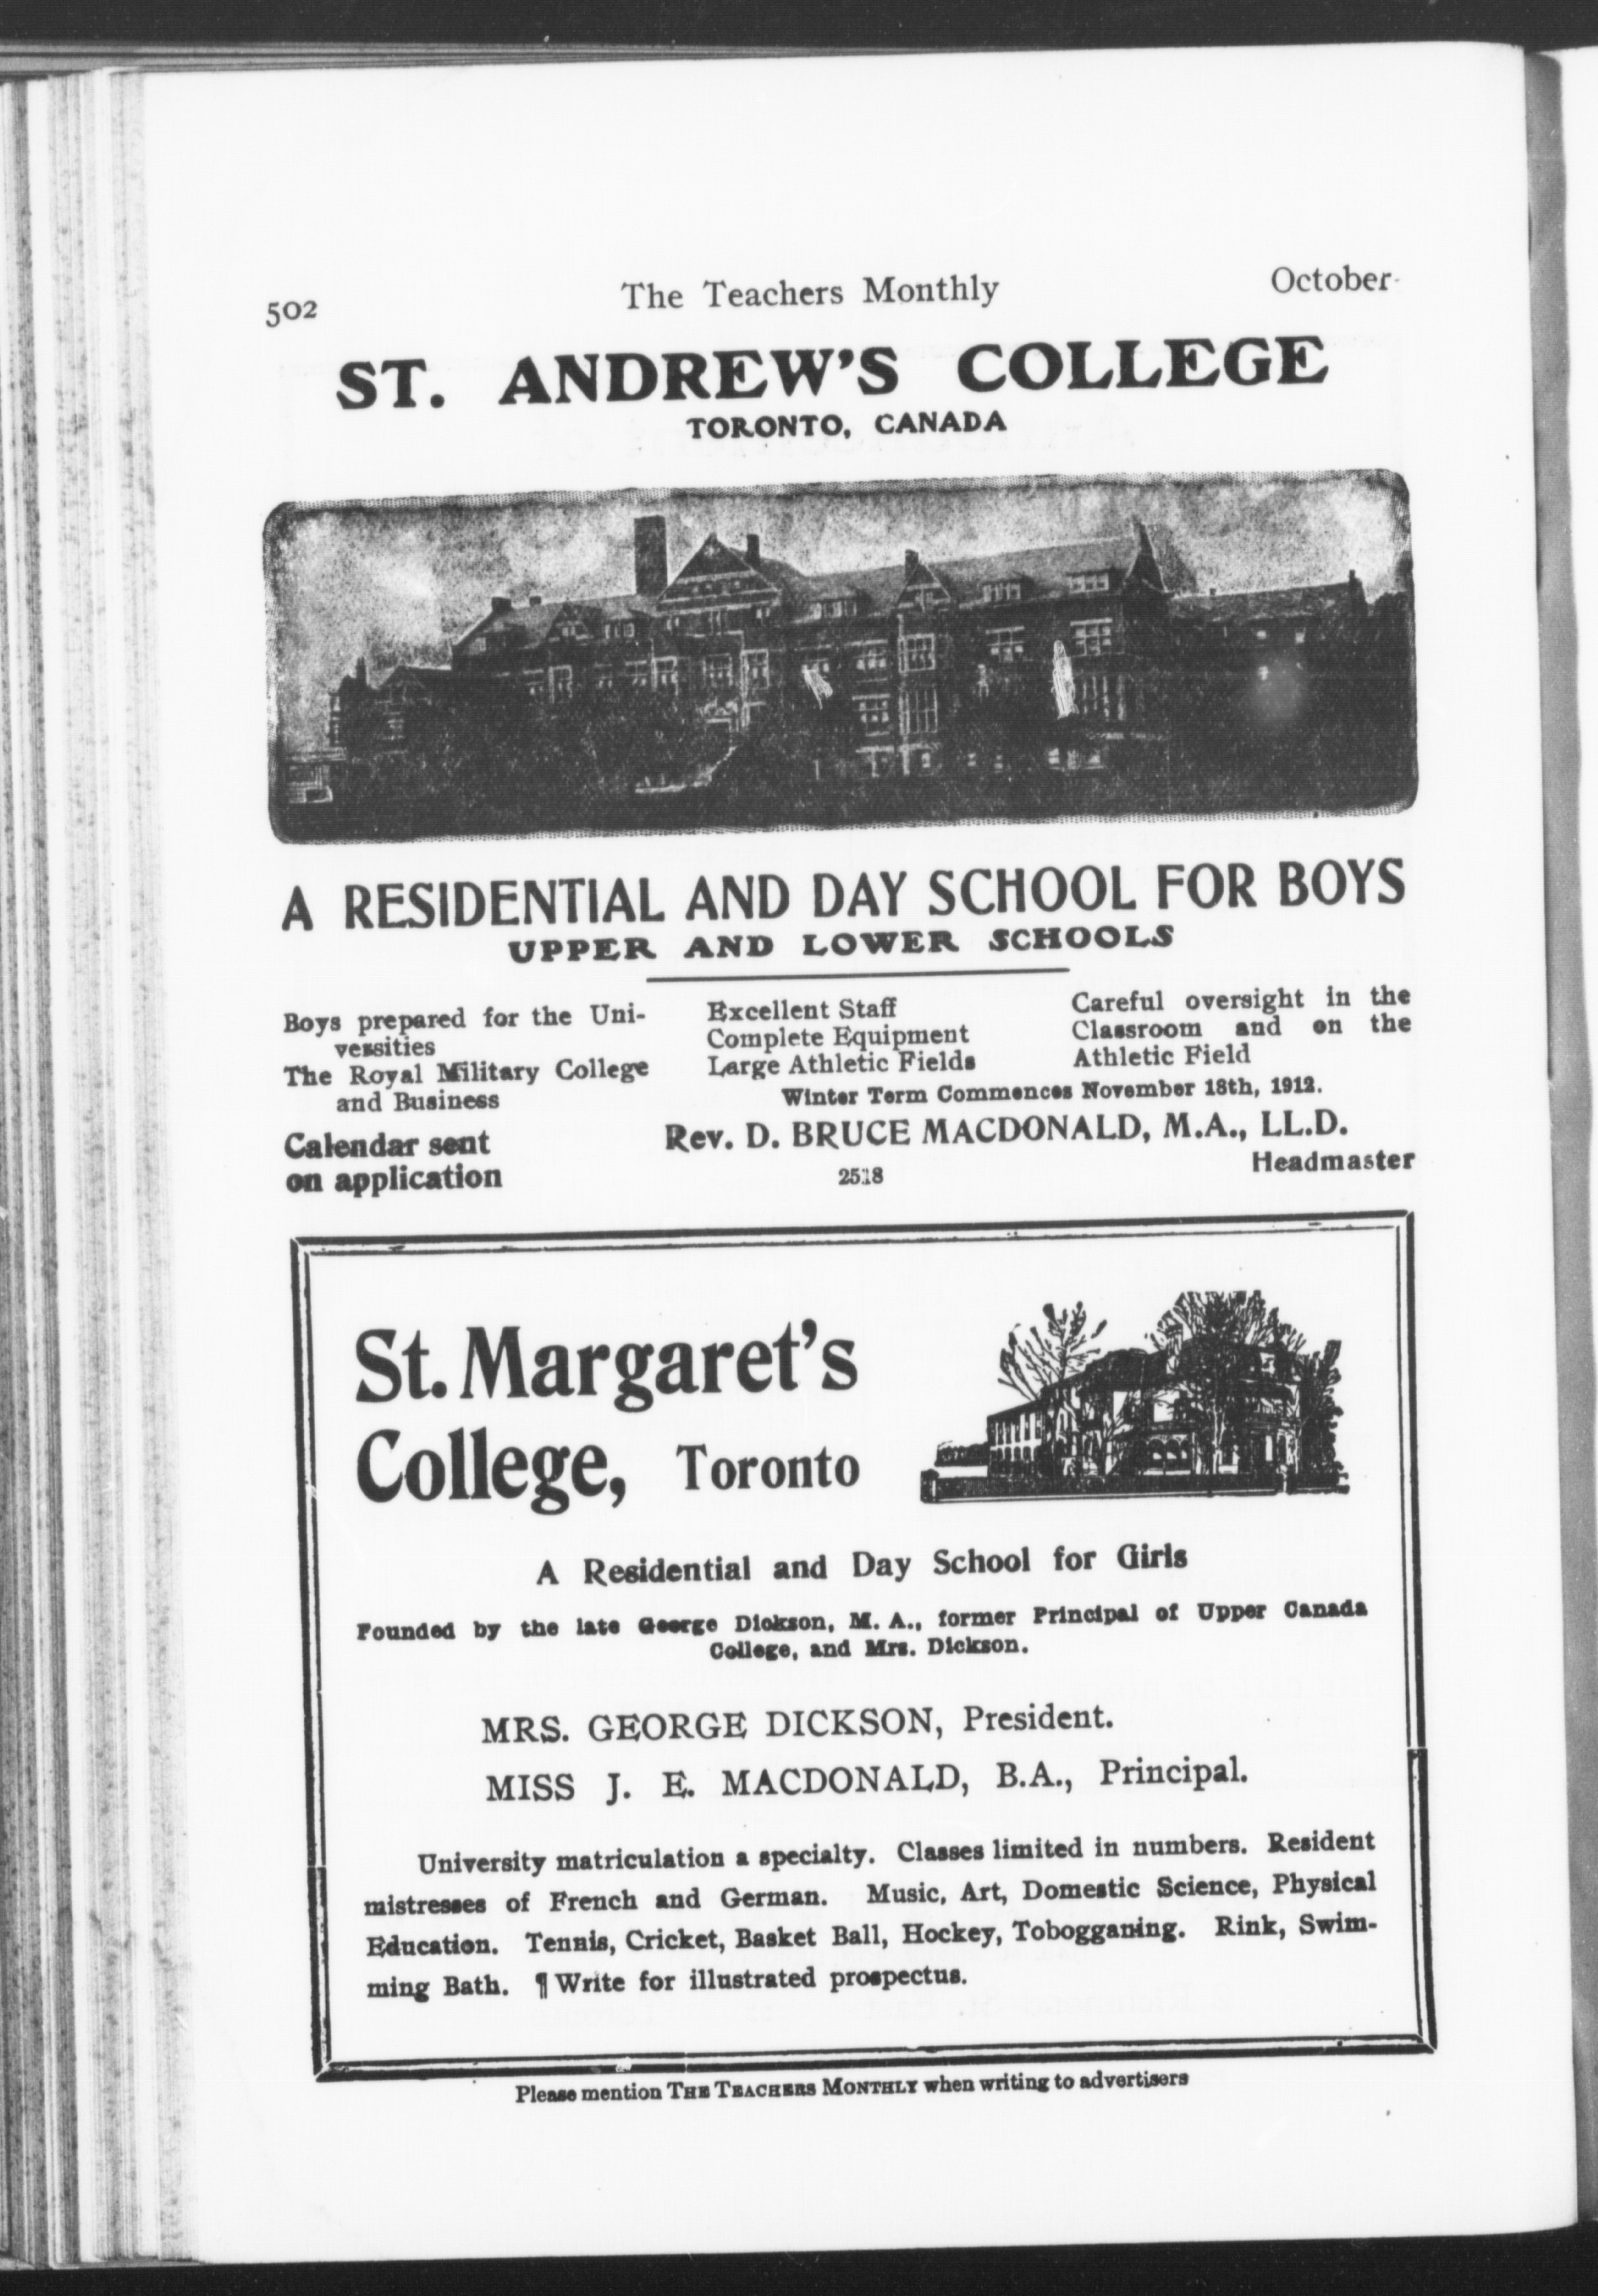 502 The Teachers Monthly October
ST. ANDREW'S COLLEGE
TORONTO, CANADA
A RESIDENTIAL AND DAY SCHOOL FOR BOYS
UPPER AND LOWER SCHOOLS
Boys prepared for the Uni-
versities
The Royal Military College
and Business
Calendar sent
on application
Excellent Staff
Complete Equipment
Large Athletic Fields
Careful oversight in the
Classroom and on the
Athletic Field
Winter Term Commences November 18th, 1912.
Rev. D. BRUCE MACDONALD, M.A., LL.D.
Headmaster
2518
St. Margaret's
College, Toronto
A Residential and Day School for Girls
Founded by the late George Dickson, M. A., former Principal of Upper Canada
College, and Mrs. Dickson.
MRS. GEORGE DICKSON, President.
MISS J. E. MACDONALD, B.A., Principal.
University matriculation a specialty. Classes limited in numbers. Resident
mistresses of French and German. Music, Art, Domestic Science, Physical
Education. Tennis, Cricket, Basket Ball, Hockey, Tobogganing. Rink, Swim-
ming Bath. ¶ Write for illustrated prospectus.
Please mention THE TEACHERS MONTHLY when writing to advertisers